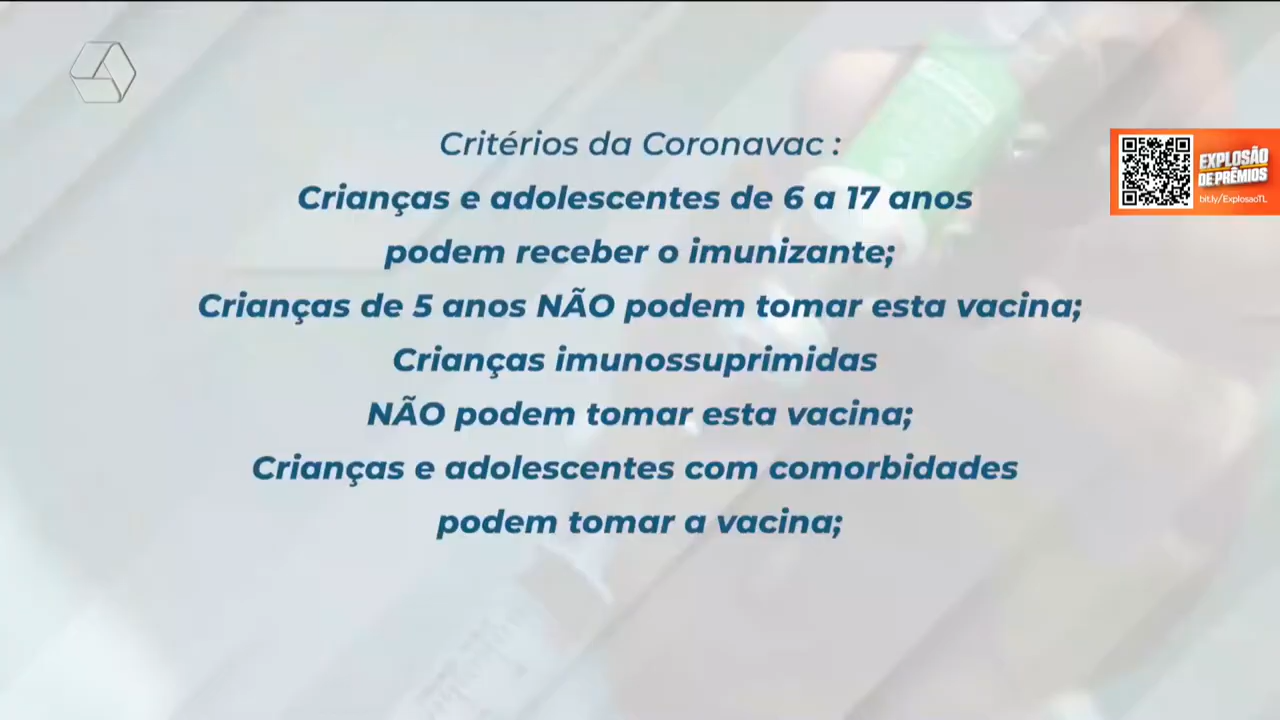 Critérios da Coronavac :
Crianças e adolescentes de 6 a 17 anos
podem receber o imunizante;
Crianças de 5 anos NÃO podem tomar esta vacina;
Crianças imunossuprimidas
NÃO podem tomar esta vacina;
Crianças e adolescentes com comorbidades
podem tomar a vacina;
EXPLOSÃO
DE PRÊMIOS
bit.ly/ExplosaoTL